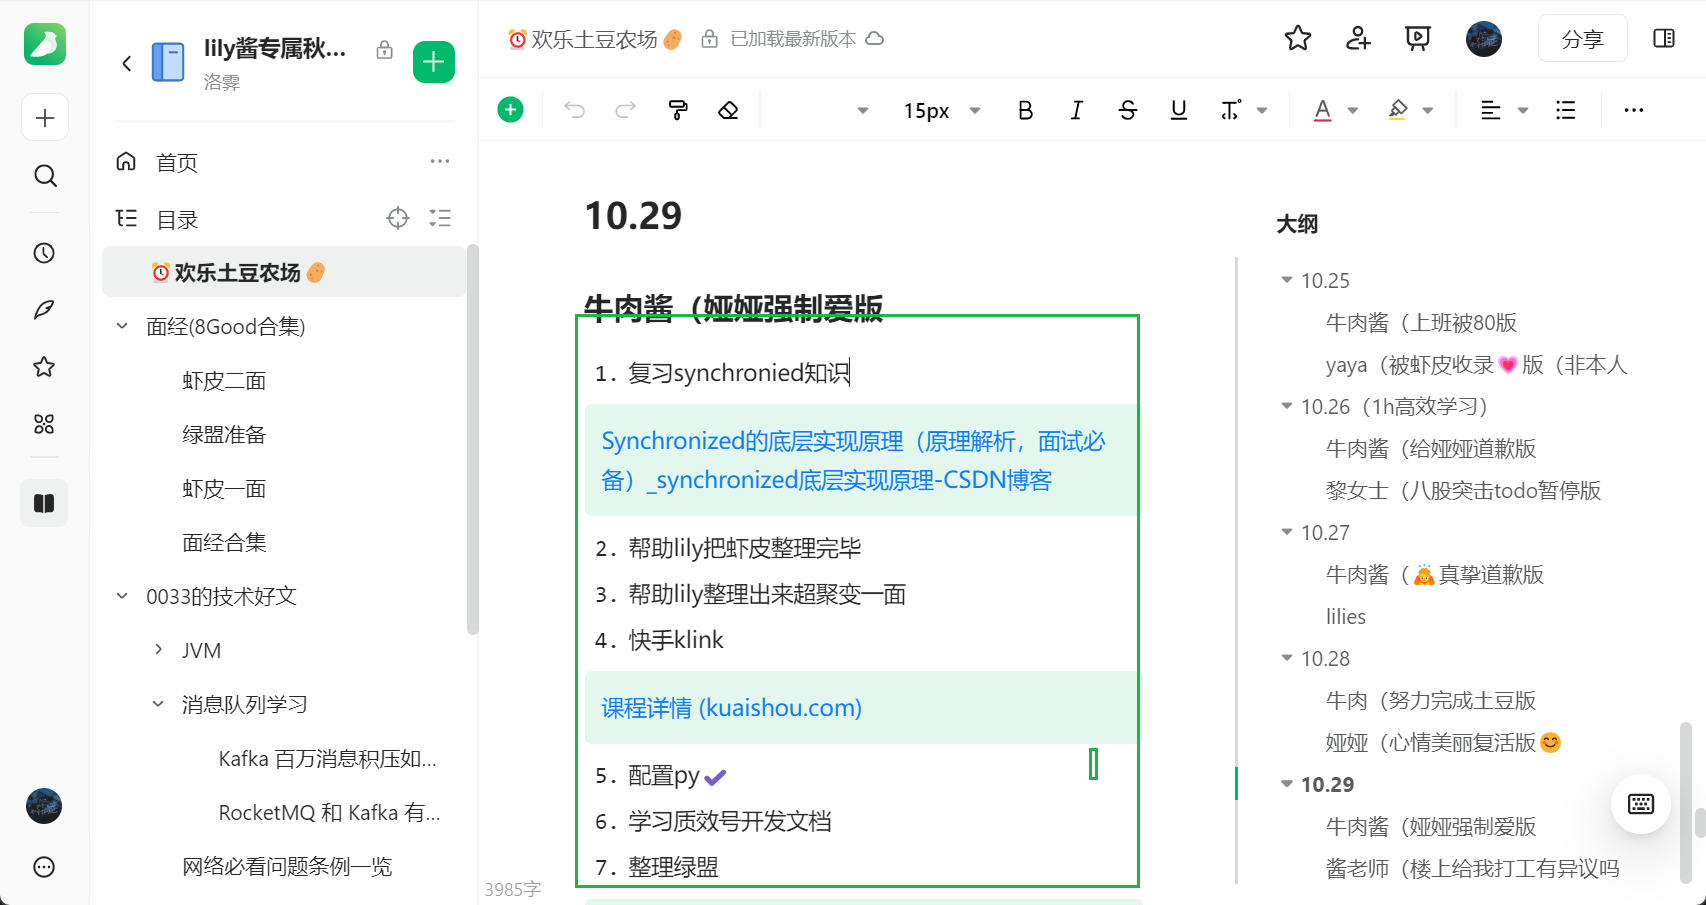 lily酱专属秋...
洛霁
首页
目录
⏰欢乐土豆农场🥔
面经(8Good合集)
虾皮二面
绿盟准备
虾皮一面
面经合集
0033的技术好文
JVM
消息队列学习
Kafka 百万消息积压如...
RocketMQ 和 Kafka 有...
网络必看问题条例一览
⏰欢乐土豆农场🥔 已加载最新版本
分享
15px
10.29
牛肉酱（娅娅强制爱版
1. 复习synchronied知识
Synchronized的底层实现原理（原理解析，面试必
备）_synchronized底层实现原理-CSDN博客
2. 帮助lily把虾皮整理完毕
3. 帮助lily整理出来超聚变一面
4. 快手klink
课程详情 (kuaishou.com)
5. 配置py✔
6. 学习质效号开发文档
7. 整理绿盟
3985字
大纲
10.25
牛肉酱（上班被80版
yaya（被虾皮收录💗版（非本人
10.26（1h高效学习）
牛肉酱（给娅娅道歉版
黎女士（八股突击todo暂停版
10.27
牛肉酱（🙇真挚道歉版
lilies
10.28
牛肉（努力完成土豆版
娅娅（心情美丽复活版😊
10.29
牛肉酱（娅娅强制爱版
酱老师（楼上给我打工有异议吗